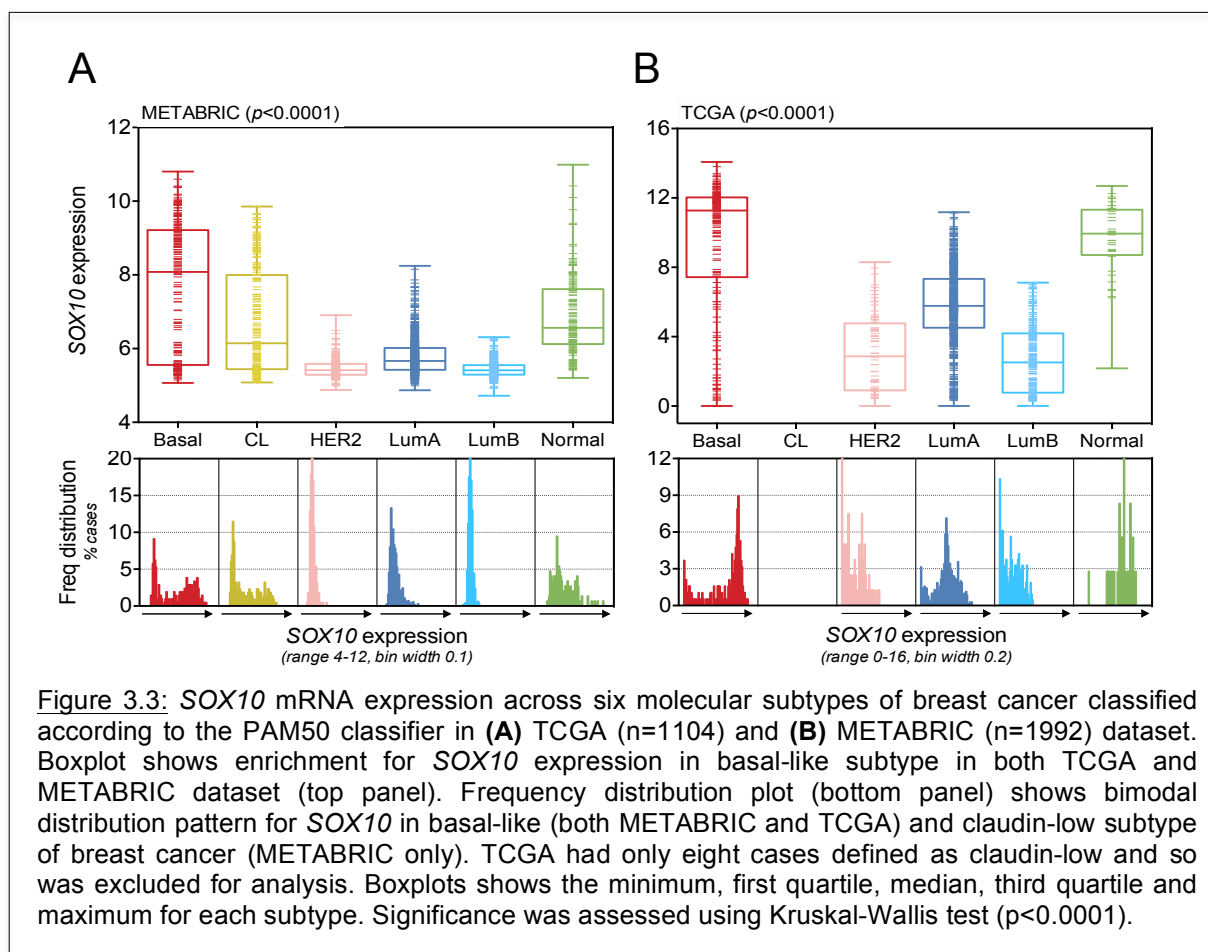 A
B
METABRIC (p<0.0001)
TCGA (p<0.0001)
12
10
8
6
4
SOX10 expression
Basal CL HER2 LumA LumB Normal
16
12
8
4
0
Basal CL HER2 LumA LumB Normal
20
15
10
5
0
Freq distribution
% cases
SOX10 expression
(range 4-12, bin width 0.1)
12
9
6
3
0
SOX10 expression
(range 0-16, bin width 0.2)
Figure 3.3: SOX10 mRNA expression across six molecular subtypes of breast cancer classified
according to the PAM50 classifier in (A) TCGA (n=1104) and (B) METABRIC (n=1992) dataset.
Boxplot shows enrichment for SOX10 expression in basal-like subtype in both TCGA and
METABRIC dataset (top panel). Frequency distribution plot (bottom panel) shows bimodal
distribution pattern for SOX10 in basal-like (both METABRIC and TCGA) and claudin-low subtype
of breast cancer (METABRIC only). TCGA had only eight cases defined as claudin-low and so
was excluded for analysis. Boxplots shows the minimum, first quartile, median, third quartile and
maximum for each subtype. Significance was assessed using Kruskal-Wallis test (p<0.0001).